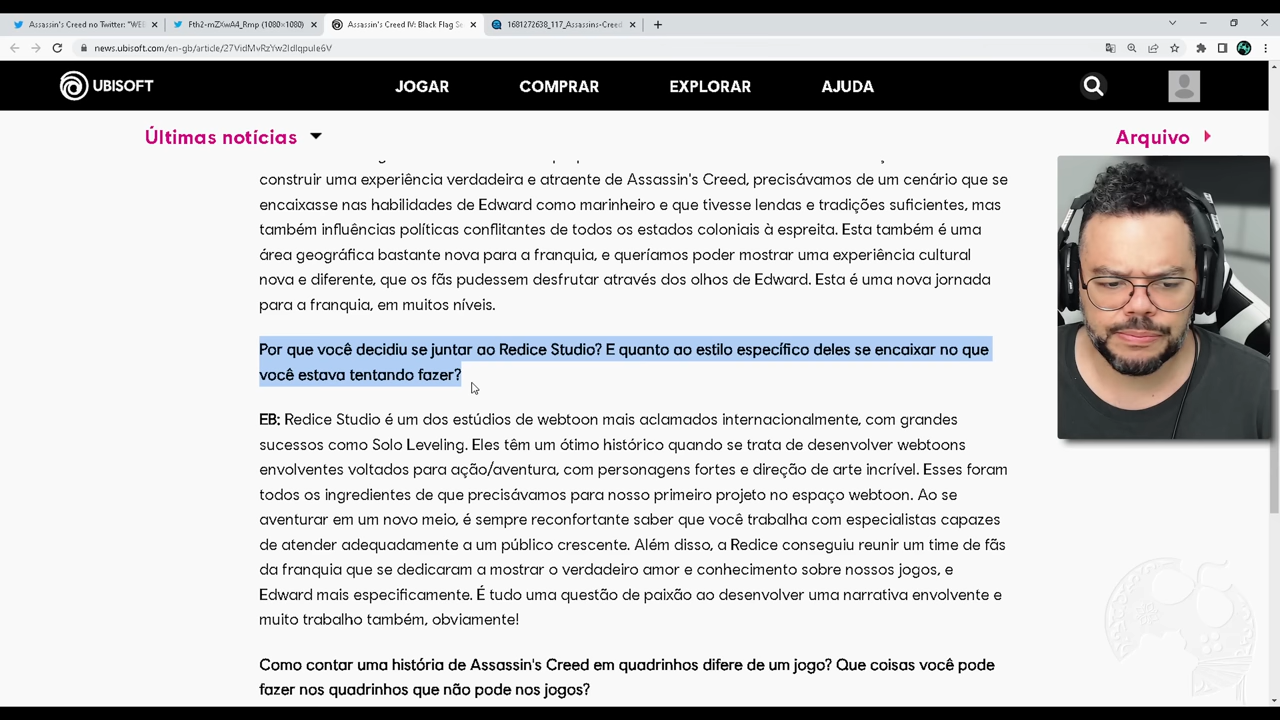 Assassin's Creed no Twitter: "WE
Fth2-mZXwAA4_Rmp (1080×1080)
Assassin's Creed IV: Black Flag Se
1681272638_117_Assassins-Creed
news.ubisoft.com/en-gb/article/27VidMvRzYw2IdIqpule6V
UBISOFT
JOGAR
COMPRAR
EXPLORAR
AJUDA
Últimas notícias
Arquivo
construir uma experiência verdadeira e atraente de Assassin's Creed, precisávamos de um cenário que se
encaixasse nas habilidades de Edward como marinheiro e que tivesse lendas e tradições suficientes, mas
também influências políticas conflitantes de todos os estados coloniais à espreita. Esta também é uma
área geográfica bastante nova para a franquia, e queríamos poder mostrar uma experiência cultural
nova e diferente, que os fãs pudessem desfrutar através dos olhos de Edward. Esta é uma nova jornada
para a franquia, em muitos níveis.
Por que você decidiu se juntar ao Redice Studio? E quanto ao estilo específico deles se encaixar no que
você estava tentando fazer?
EB: Redice Studio é um dos estúdios de webtoon mais aclamados internacionalmente, com grandes
sucessos como Solo Leveling. Eles têm um ótimo histórico quando se trata de desenvolver webtoons
envolventes voltados para ação/aventura, com personagens fortes e direção de arte incrível. Esses foram
todos os ingredientes de que precisávamos para nosso primeiro projeto no espaço webtoon. Ao se
aventurar em um novo meio, é sempre reconfortante saber que você trabalha com especialistas capazes
de atender adequadamente a um público crescente. Além disso, a Redice conseguiu reunir um time de fãs
da franquia que se dedicaram a mostrar o verdadeiro amor e conhecimento sobre nossos jogos, e
Edward mais especificamente. É tudo uma questão de paixão ao desenvolver uma narrativa envolvente e
muito trabalho também, obviamente!
Como contar uma história de Assassin's Creed em quadrinhos difere de um jogo? Que coisas você pode
fazer nos quadrinhos que não pode nos jogos?